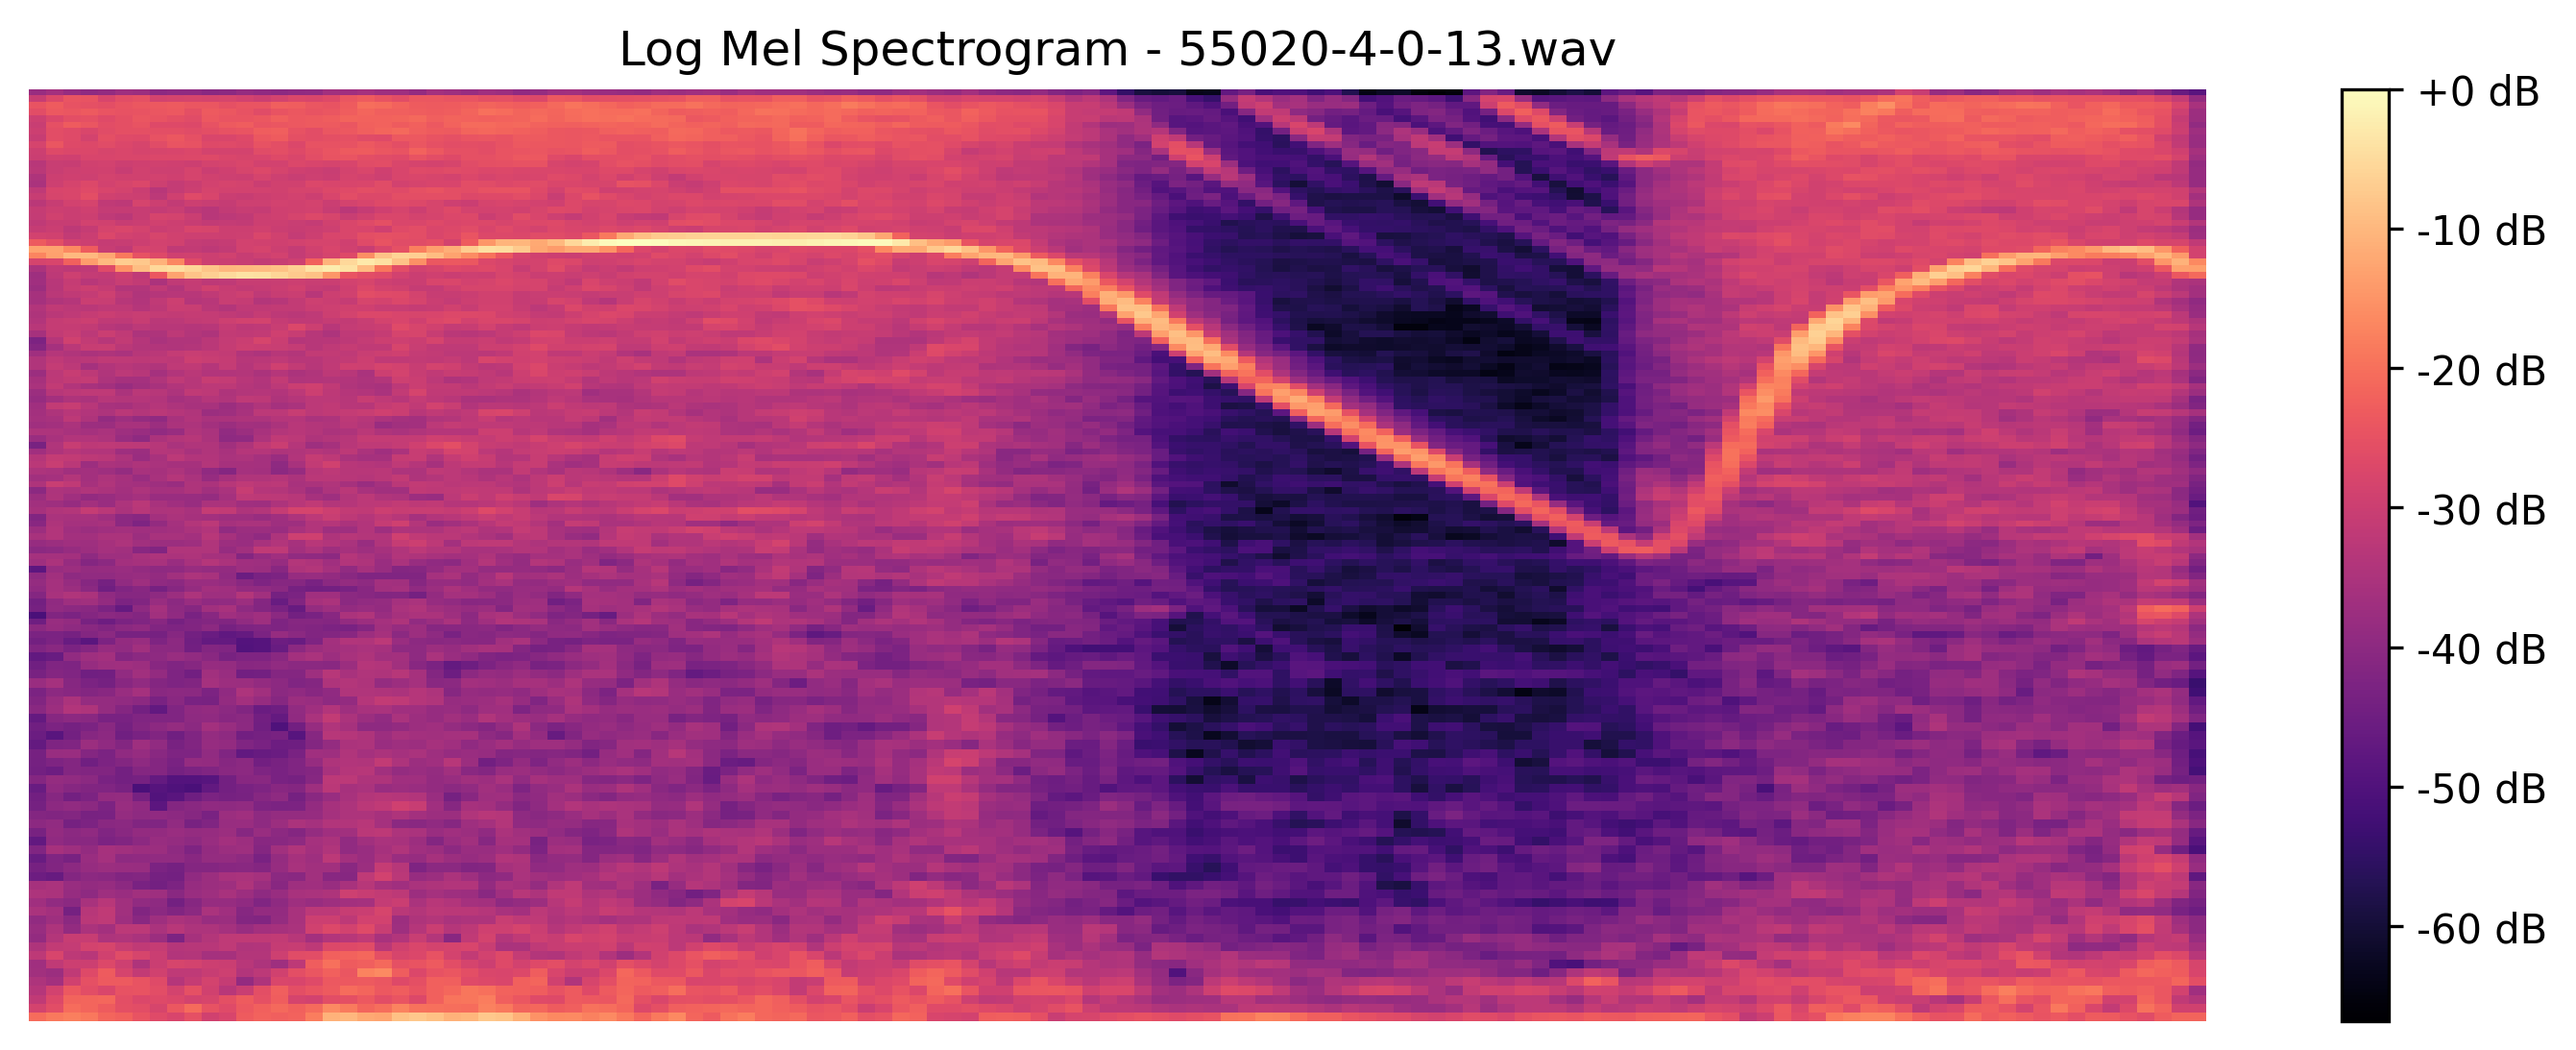 Log Mel Spectrogram - 55020-4-0-13.wav
+0 dB
-10 dB
-20 dB
-30 dB
-40 dB
-50 dB
-60 dB